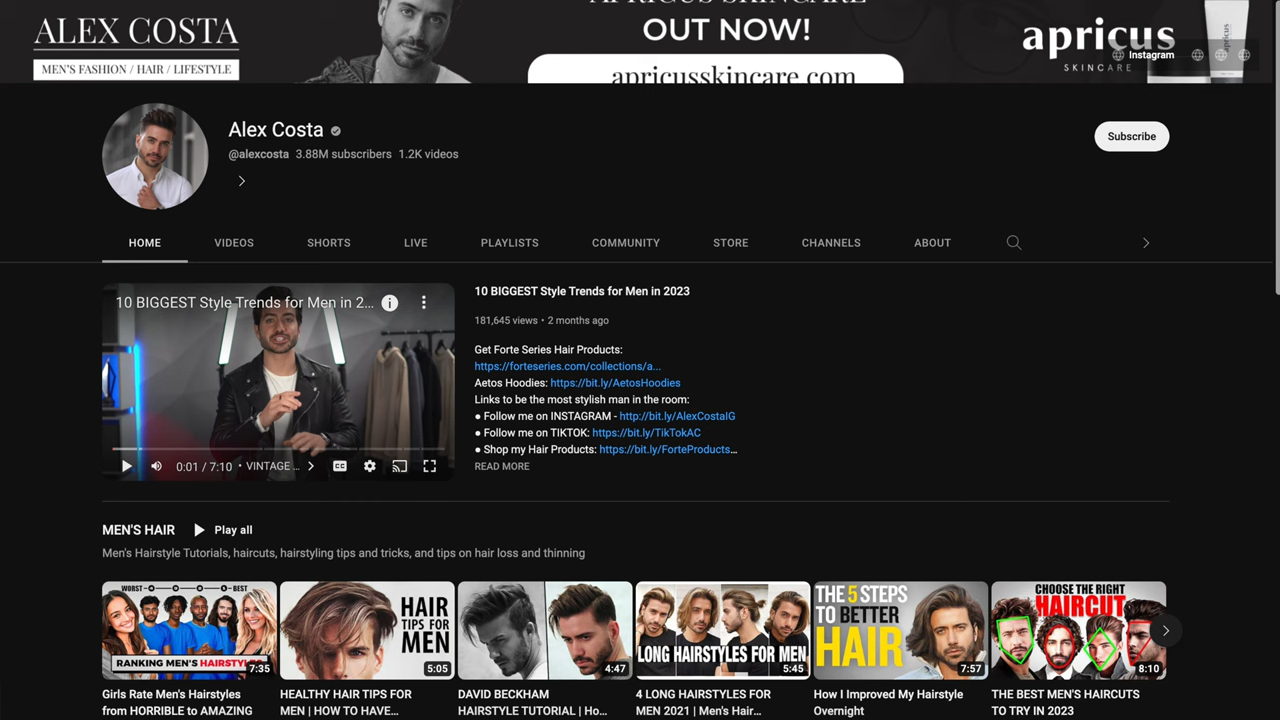 ALEX COSTA
MEN'S FASHION / HAIR / LIFESTYLE
APRICUS SKINCARE
OUT NOW!
apricusskincare.com
apricus
SKINCARE
Instagram
apricus
Alex Costa
@alexcosta 3.88M subscribers 1.2K videos
Subscribe
HOME VIDEOS SHORTS LIVE PLAYLISTS COMMUNITY STORE CHANNELS ABOUT
10 BIGGEST Style Trends for Men in 2...
0:01 / 7:10 • VINTAGE ...
CC
10 BIGGEST Style Trends for Men in 2023
181,645 views • 2 months ago
Get Forte Series Hair Products:
https://forteseries.com/collections/a...
Aetos Hoodies: https://bit.ly/AetosHoodies
Links to be the most stylish man in the room:
● Follow me on INSTAGRAM - http://bit.ly/AlexCostaIG
● Follow me on TIKTOK: https://bit.ly/TikTokAC
● Shop my Hair Products: https://bit.ly/ForteProducts...
READ MORE
MEN'S HAIR Play all
Men's Hairstyle Tutorials, haircuts, hairstyling tips and tricks, and tips on hair loss and thinning
WORST BEST
RANKING MEN'S HAIRSTYL
7:35
Girls Rate Men's Hairstyles
from HORRIBLE to AMAZING
HAIR
TIPS FOR
MEN
5:05
HEALTHY HAIR TIPS FOR
MEN | HOW TO HAVE...
4:47
DAVID BECKHAM
HAIRSTYLE TUTORIAL | Ho...
LONG HAIRSTYLES FOR MEN
5:45
4 LONG HAIRSTYLES FOR
MEN 2021 | Men's Hair...
THE 5 STEPS
TO BETTER
HAIR
7:57
How I Improved My Hairstyle
Overnight
CHOOSE THE RIGHT
HAIRCUT
8:10
THE BEST MEN'S HAIRCUTS
TO TRY IN 2023